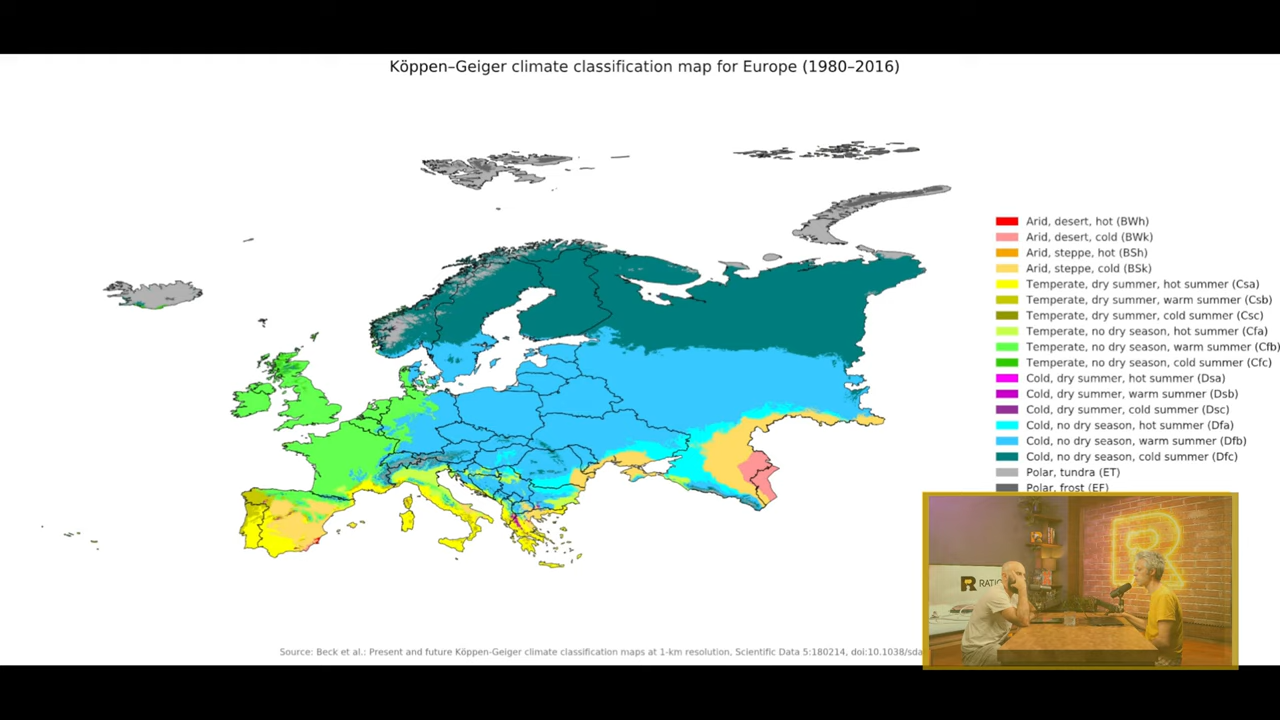 Köppen–Geiger climate classification map for Europe (1980–2016)
Arid, desert, hot (BWh)
Arid, desert, cold (BWk)
Arid, steppe, hot (BSh)
Arid, steppe, cold (BSk)
Temperate, dry summer, hot summer (Csa)
Temperate, dry summer, warm summer (Csb)
Temperate, dry summer, cold summer (Csc)
Temperate, no dry season, hot summer (Cfa)
Temperate, no dry season, warm summer (Cfb)
Temperate, no dry season, cold summer (Cfc)
Cold, dry summer, hot summer (Dsa)
Cold, dry summer, warm summer (Dsb)
Cold, dry summer, cold summer (Dsc)
Cold, no dry season, hot summer (Dfa)
Cold, no dry season, warm summer (Dfb)
Cold, no dry season, cold summer (Dfc)
Polar, tundra (ET)
Polar, frost (EF)
R RATIO
R
Source: Beck et al.: Present and future Köppen-Geiger climate classification maps at 1-km resolution, Scientific Data 5:180214, doi:10.1038/sda